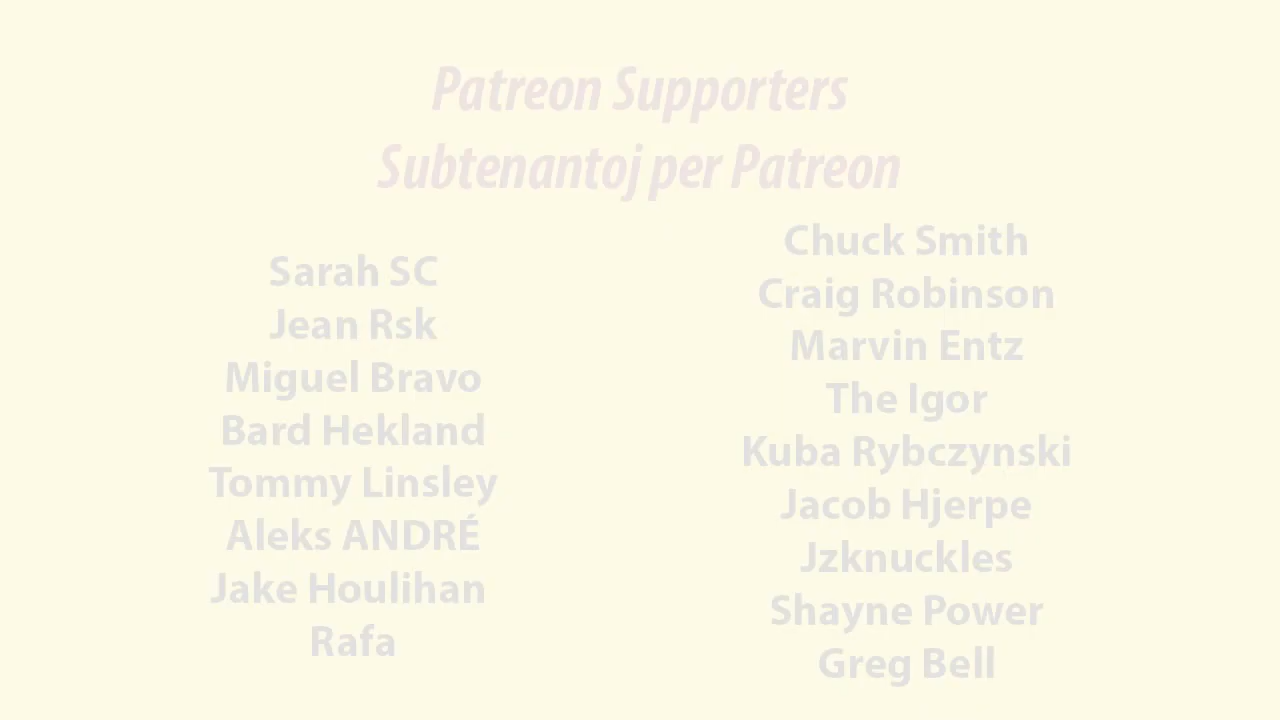 Patreon Supporters
Subtenantoj per Patreon
Sarah SC
Jean Rsk
Miguel Bravo
Bard Hekland
Tommy Linsley
Aleks ANDRÉ
Jake Houlihan
Rafa
Chuck Smith
Craig Robinson
Marvin Entz
The Igor
Kuba Rybczynski
Jacob Hjerpe
Jzknuckles
Shayne Power
Greg Bell